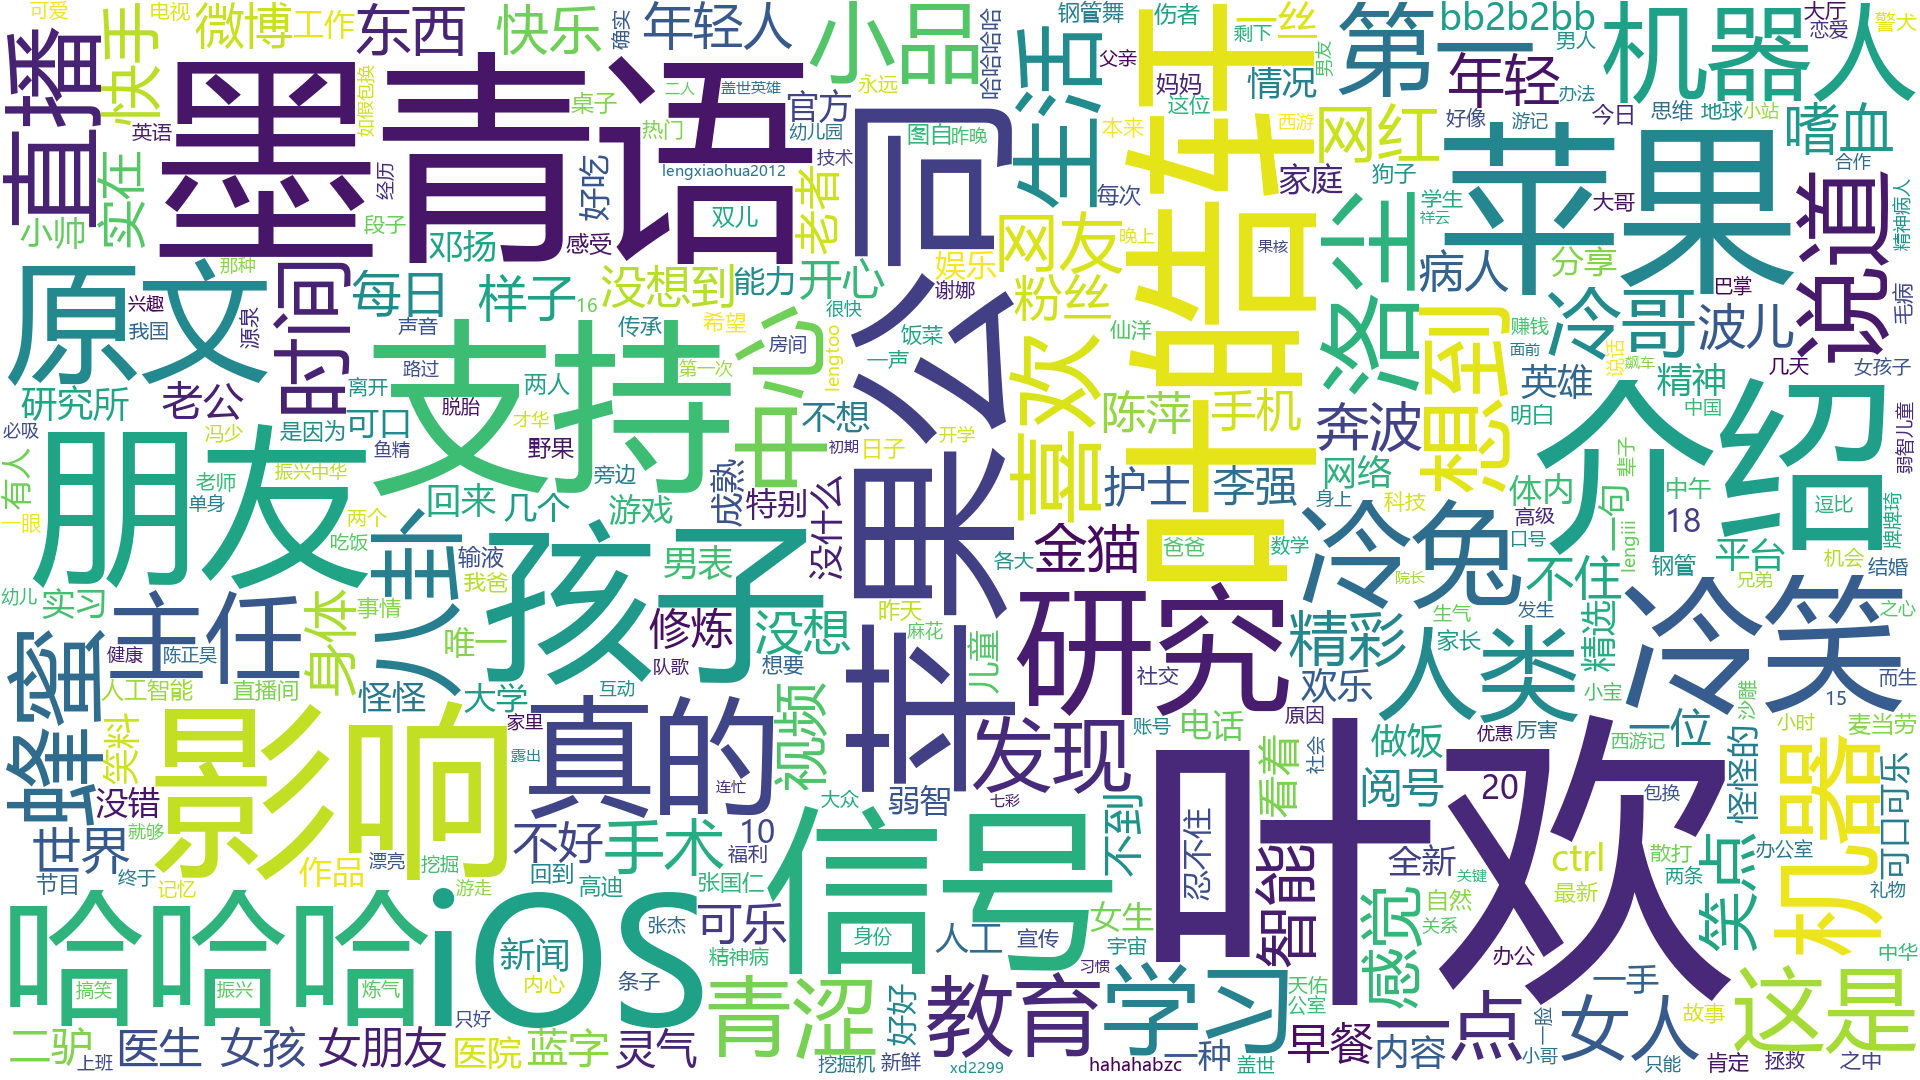 可爱
电视
微博
工作
东西
快乐
确实
年轻人
小品
哈哈哈哈
钢管舞
伤者
剩下
一丝
第一
bb2b2bb
男人
机器人
大厅
恋爱
警犬
直播
快手
墨青语
如假包换
二人
盖世英雄
永远
桌子
官方
生活
父亲
妈妈
这位
情况
男友
年轻
办法
今日
思维
地球
小站
英语
热门
幼儿园
图自
昨晚
本来
西游
网红
好像
游记
嗜血
实在
经历
好吃
lengxiaohua2012
技术
每次
家庭
狗子
合作
小帅
段子
邓扬
感受
双儿
老者
叶皓轩
洛尘
学生
祥云
大哥
苹果
说道
精神病人
原文
那种
时间
每日
样子
没想到
能力
开心
娱乐
谢娜
网友
粉丝
晚上
果核
病人
分享
巴掌
毛病
兴趣
我国
源泉
声音
16
传承
希望
很快
饭菜
仙洋
赚钱
冷哥
波儿
面前
说话
飙车
几天
女孩子
研究所
老公
离开
路过
支持
两人
第一次
房间
中心
lengtoo
一声
果公司
喜欢
陈萍
手机
奔波
想到
英雄
明白
精神
中国
介绍
必吸
冯少
是因为
可口
脱胎
才华
野果
旁边
不想
初期
日子
开学
网络
辈子
弱智儿童
有人
老师
单身
振兴中华
鱼精
朋友
回来
几个
游戏
成熟
特别
没什么
护士
李强
身上
科技
体内
高级
口号
一句
中午
逗比
18
牌牌琦
一眼
两个
吃饭
输液
我爸
男表
各大
金猫
爸爸
数学
冷兔
院长
不住
lengiii
钢管
平台
机会
兄弟
结婚
幼儿
实习
事情
孩子
修炼
没想
昨天
麻花
儿童
研究
生气
发生
之心
主任
身体
唯一
队歌
想要
精彩
家长
人类
精选
冷笑
健康
陈正昊
人工智能
直播间
怪怪
大学
互动
社交
欢乐
小宝
15
而生
沙雕
蜂蜜
笑料
影响
家里
露出
真的
连忙
视频
七彩
发现
账号
电话
原因
社会
做饭
优惠
厉害
西游记
一位
小时
麦当劳
没错
就够
不好
手术
10
福利
大众
弱智
不到
看着
阅号
20
包换
怪怪的
机器
可口可乐
世界
节目
终于
作品
记忆
漂亮
挖掘
游走
回到
高迪
张国仁
信号
叶欢
忍不住
智能
全新
关键
ctrl
散打
两条
最新
笑点
办公室
礼物
哈哈哈
搞笑
振兴
炼气
iOS
新闻
内心
张杰
条子
可乐
精神病
身份
人工
宣传
女生
宇宙
感觉
自然
关系
办公
中华
习惯
天佑
公室
一手
这是
二驴
上班
医生
女孩
女朋友
医院
只好
蓝字
灵气
青涩
挖掘机
好好
新鲜
教育
xd2299
学习
hahahabzc
一种
盖世
早餐
内容
一点
一脸
小哥
女人
只能
故事
肯定
拯救
之中